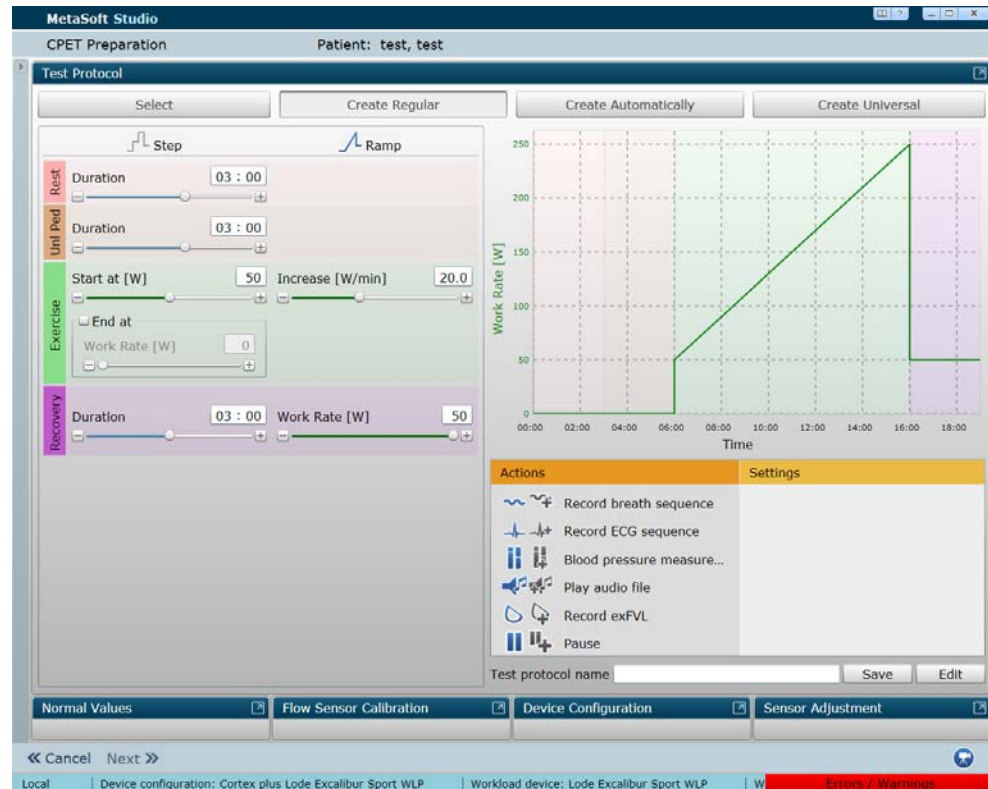 MetaSoft Studio
CPET Preparation Patient: test, test
Test Protocol
Select Create Regular Create Automatically Create Universal
Step Ramp
Rest
Duration 03 : 00
Unl Ped
Duration 03 : 00
Exercise
Start at [W] 50 Increase [W/min] 20.0
End at
Work Rate [W] 0
Recovery
Duration 03 : 00 Work Rate [W] 50
Work Rate [W]
250
200
150
100
50
0
00:00 02:00 04:00 06:00 08:00 10:00 12:00 14:00 16:00 18:00
Time
Actions Settings
Record breath sequence
Record ECG sequence
Blood pressure measure...
Play audio file
Record exFVL
Pause
Test protocol name Save Edit
Normal Values Flow Sensor Calibration Device Configuration Sensor Adjustment
« Cancel Next »
Local Device configuration: Cortex plus Lode Excalibur Sport WLP Workload device: Lode Excalibur Sport WLP W Errors / Warnings